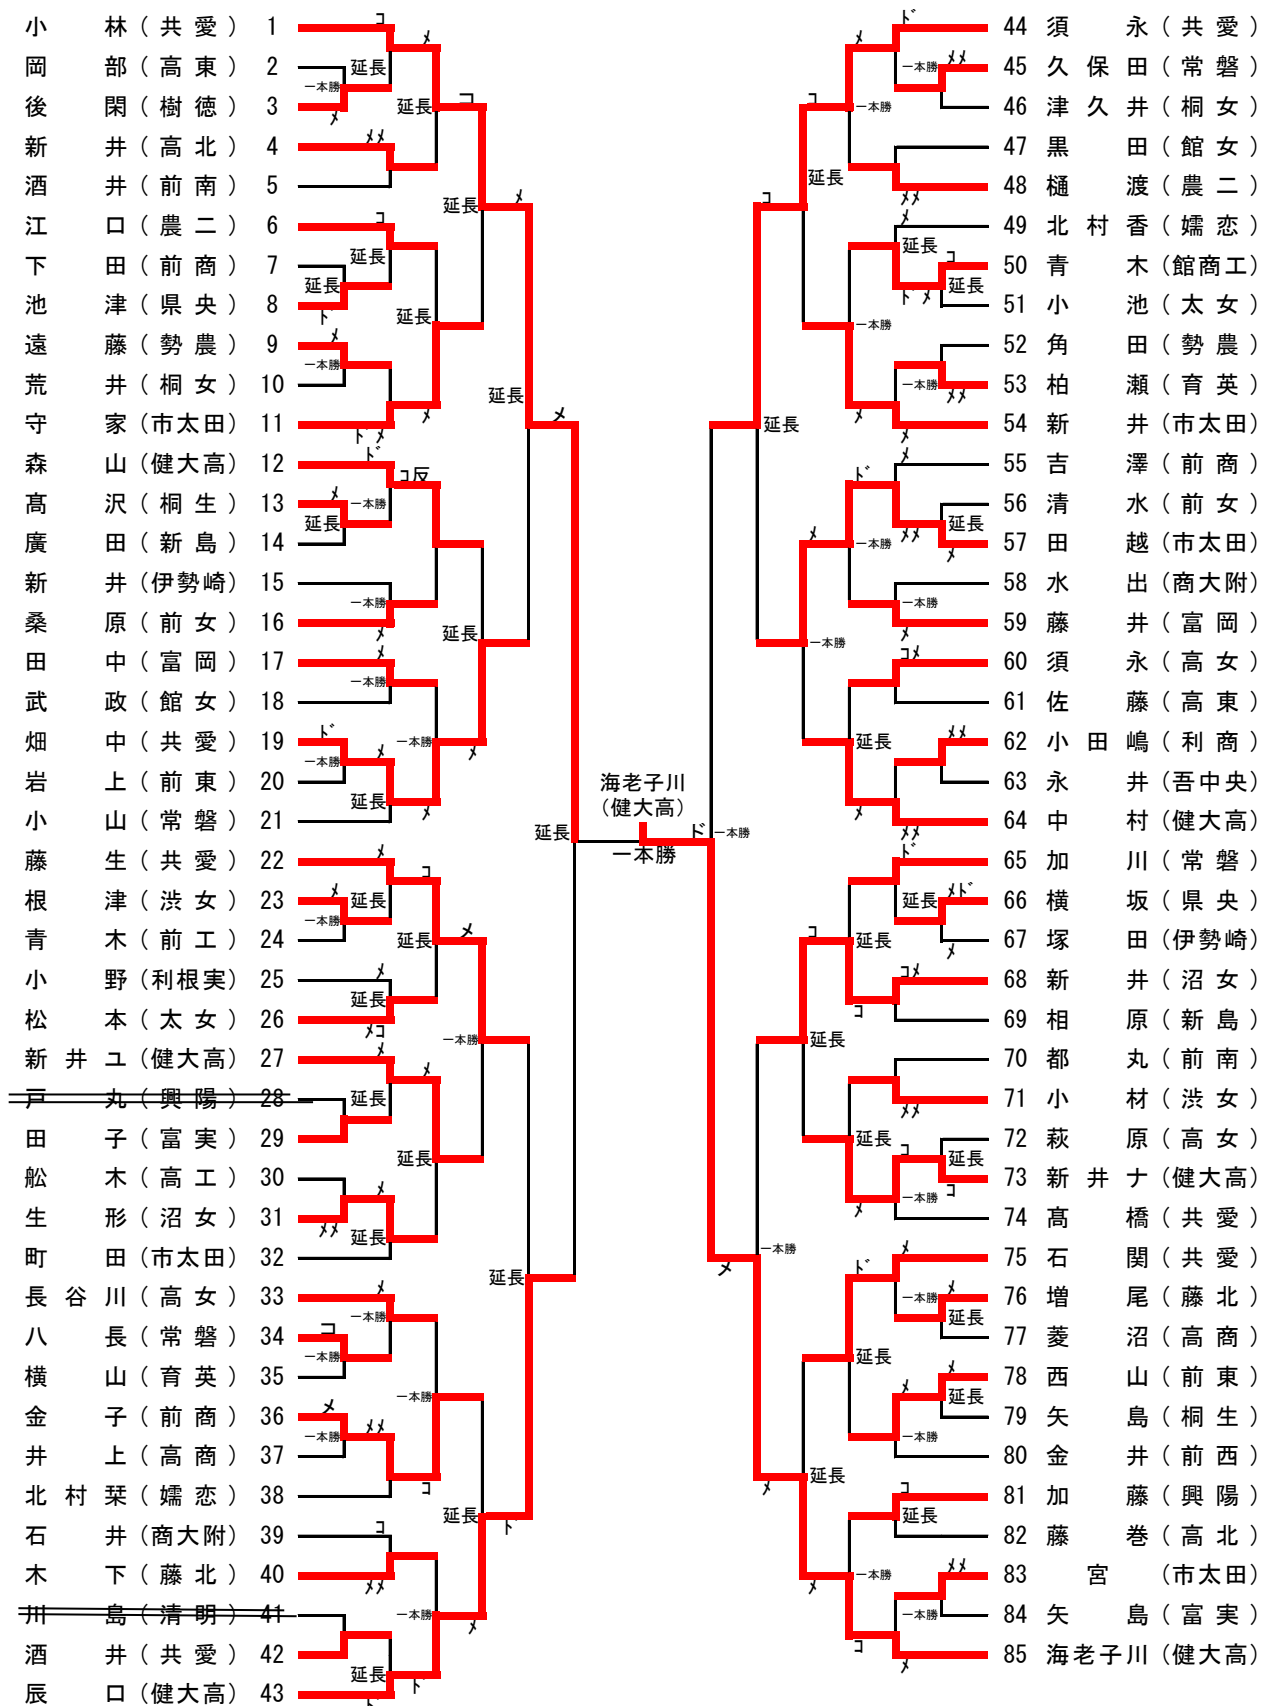 小林（共愛）1
岡部（高東）2
後閑（樹徳）3
新井（高北）4
酒井（前南）5
江口（農二）6
下田（前商）7
池津（県央）8
遠藤（勢農）9
荒井（桐女）10
守家（市太田）11
森山（健大高）12
髙沢（桐生）13
廣田（新島）14
新井（伊勢崎）15
桑原（前女）16
田中（富岡）17
武政（館女）18
畑中（共愛）19
岩上（前東）20
小山（常磐）21
藤生（共愛）22
根津（渋女）23
青木（前工）24
小野（利根実）25
松本（太女）26
新井ユ（健大高）27
戸丸（興陽）28
田子（富実）29
舩木（高工）30
生形（沼女）31
町田（市太田）32
長谷川（高女）33
八長（常磐）34
横山（育英）35
金子（前商）36
井上（高商）37
北村栞（嬬恋）38
石井（商大附）39
木下（藤北）40
川島（清明）41
酒井（共愛）42
辰口（健大高）43
海老子川
（健大高）
一本勝
44 須永（共愛）
45 久保田（常磐）
46 津久井（桐女）
47 黒田（館女）
48 樋渡（農二）
49 北村香（嬬恋）
50 青木（館商工）
51 小池（太女）
52 角田（勢農）
53 柏瀬（育英）
54 新井（市太田）
55 吉澤（前商）
56 清水（前女）
57 田越（市太田）
58 水出（商大附）
59 藤井（富岡）
60 須永（高女）
61 佐藤（高東）
62 小田嶋（利商）
63 永井（吾中央）
64 中村（健大高）
65 加川（常磐）
66 横坂（県央）
67 塚田（伊勢崎）
68 新井（沼女）
69 相原（新島）
70 都丸（前南）
71 小材（渋女）
72 萩原（高女）
73 新井ナ（健大高）
74 髙橋（共愛）
75 石関（共愛）
76 増尾（藤北）
77 菱沼（高商）
78 西山（前東）
79 矢島（桐生）
80 金井（前西）
81 加藤（興陽）
82 藤巻（高北）
83 宮（市太田）
84 矢島（富実）
85 海老子川（健大高）